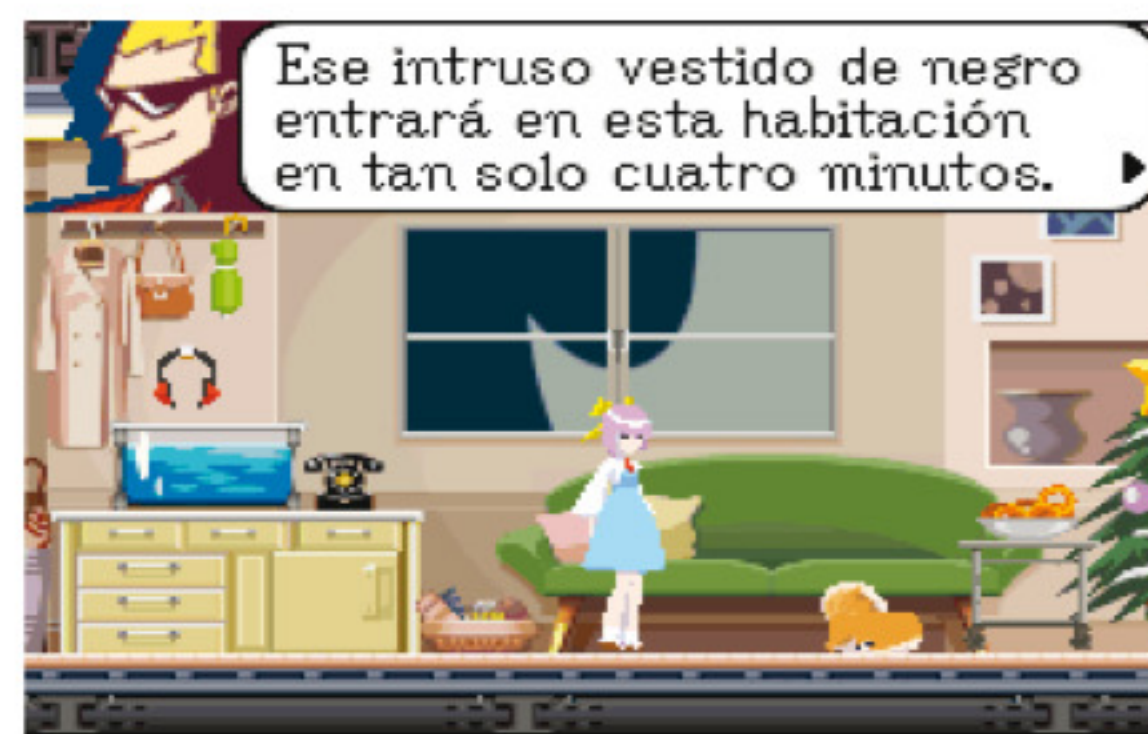 Ese intruso vestido de negro
entrará en esta habitación
en tan solo cuatro minutos.